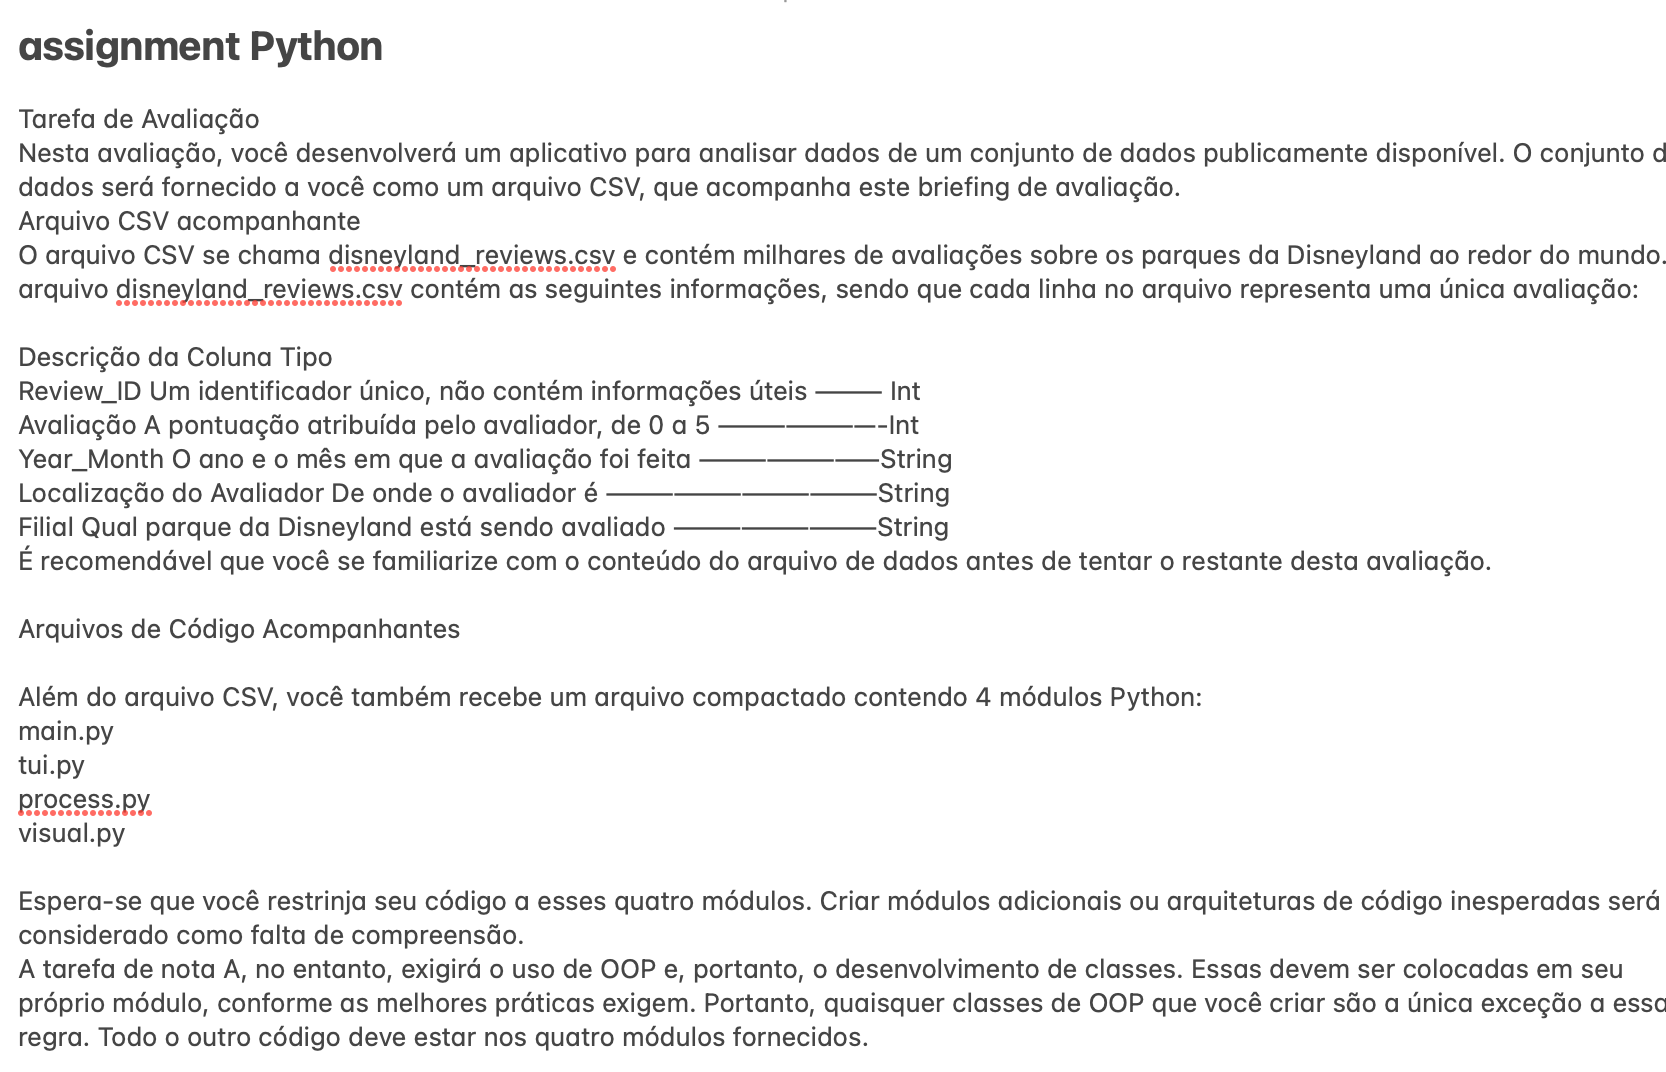 assignment Python
Tarefa de Avaliação
Nesta avaliação, você desenvolverá um aplicativo para analisar dados de um conjunto de dados publicamente disponível. O conjunto d
dados será fornecido a você como um arquivo CSV, que acompanha este briefing de avaliação.
Arquivo CSV acompanhante
O arquivo CSV se chama disneyland_reviews.csv e contém milhares de avaliações sobre os parques da Disneyland ao redor do mundo.
arquivo disneyland_reviews.csv contém as seguintes informações, sendo que cada linha no arquivo representa uma única avaliação:
Descrição da Coluna Tipo
Review_ID Um identificador único, não contém informações úteis ——— Int
Avaliação A pontuação atribuída pelo avaliador, de 0 a 5 ———————-Int
Year_Month O ano e o mês em que a avaliação foi feita ————————String
Localização do Avaliador De onde o avaliador é ————————————String
Filial Qual parque da Disneyland está sendo avaliado —————————String
É recomendável que você se familiarize com o conteúdo do arquivo de dados antes de tentar o restante desta avaliação.
Arquivos de Código Acompanhantes
Além do arquivo CSV, você também recebe um arquivo compactado contendo 4 módulos Python:
main.py
tui.py
process.py
visual.py
Espera-se que você restrinja seu código a esses quatro módulos. Criar módulos adicionais ou arquiteturas de código inesperadas será
considerado como falta de compreensão.
A tarefa de nota A, no entanto, exigirá o uso de OOP e, portanto, o desenvolvimento de classes. Essas devem ser colocadas em seu
próprio módulo, conforme as melhores práticas exigem. Portanto, quaisquer classes de OOP que você criar são a única exceção a essa
regra. Todo o outro código deve estar nos quatro módulos fornecidos.